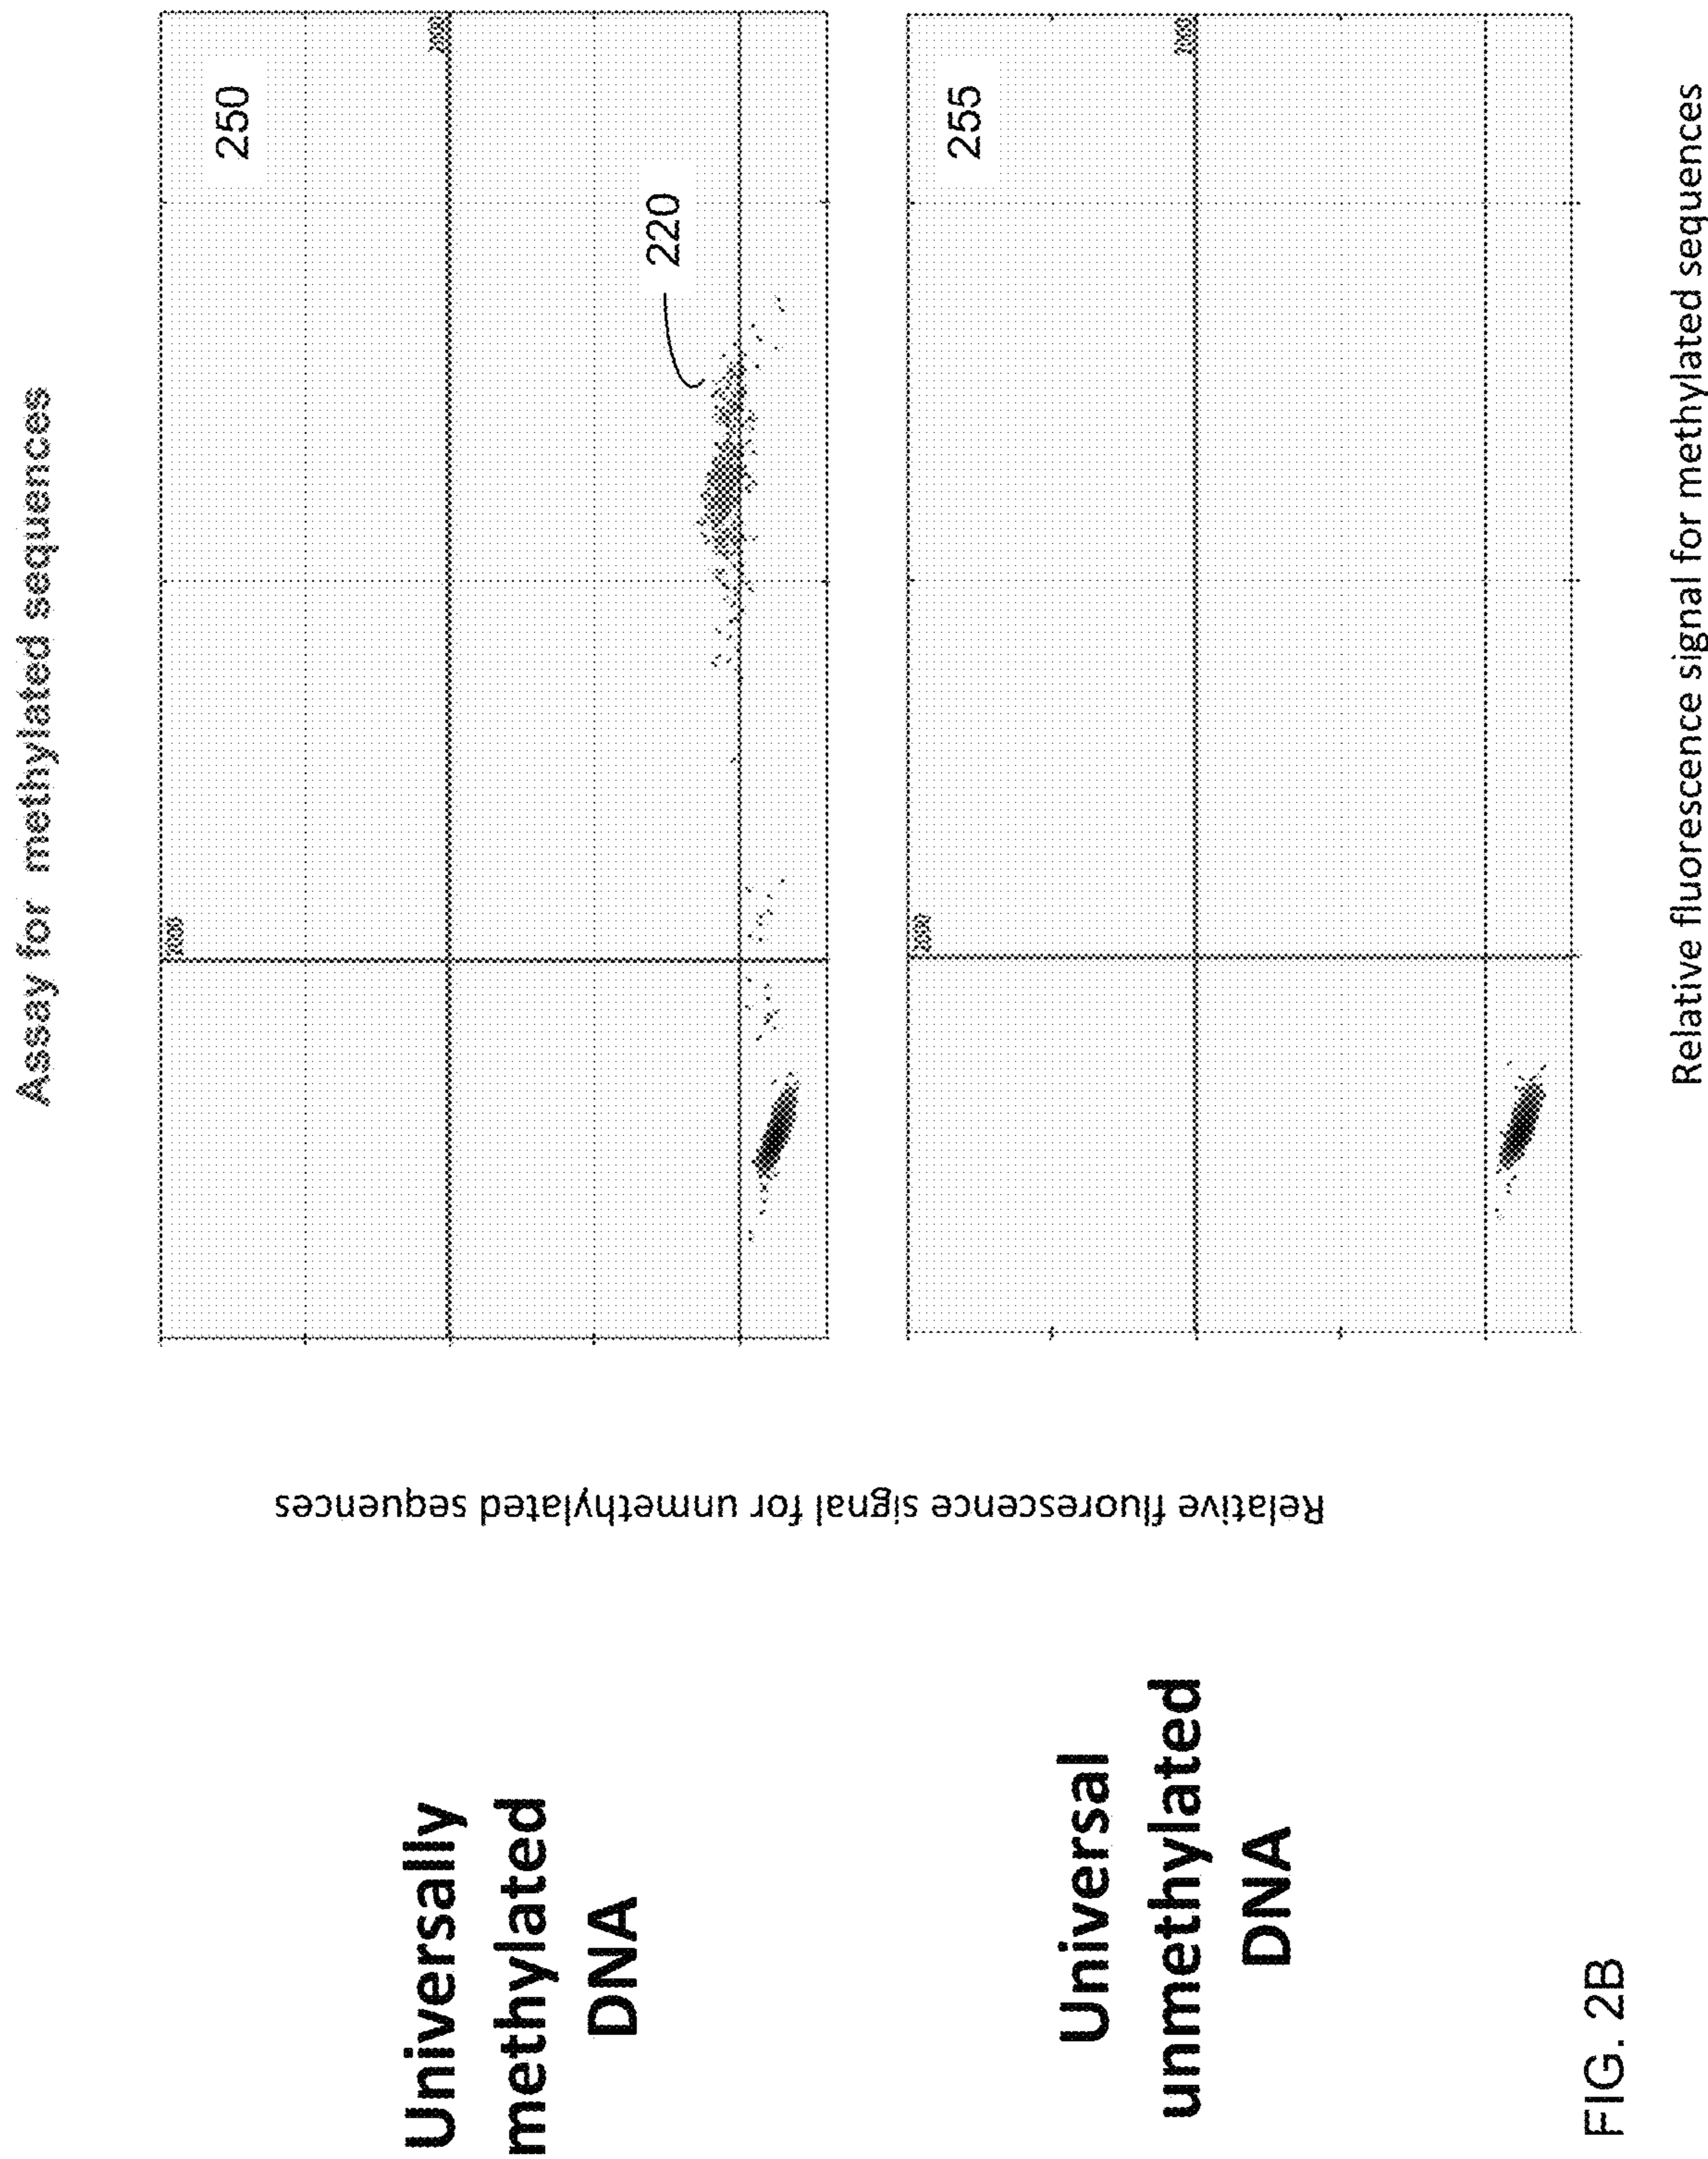 Assay for methylated sequences
Universally
methylated
DNA
Relative fluorescence signal for unmethylated sequences
250
220
Universal
unmethylated
DNA
255
Relative fluorescence signal for methylated sequences
FIG. 2B